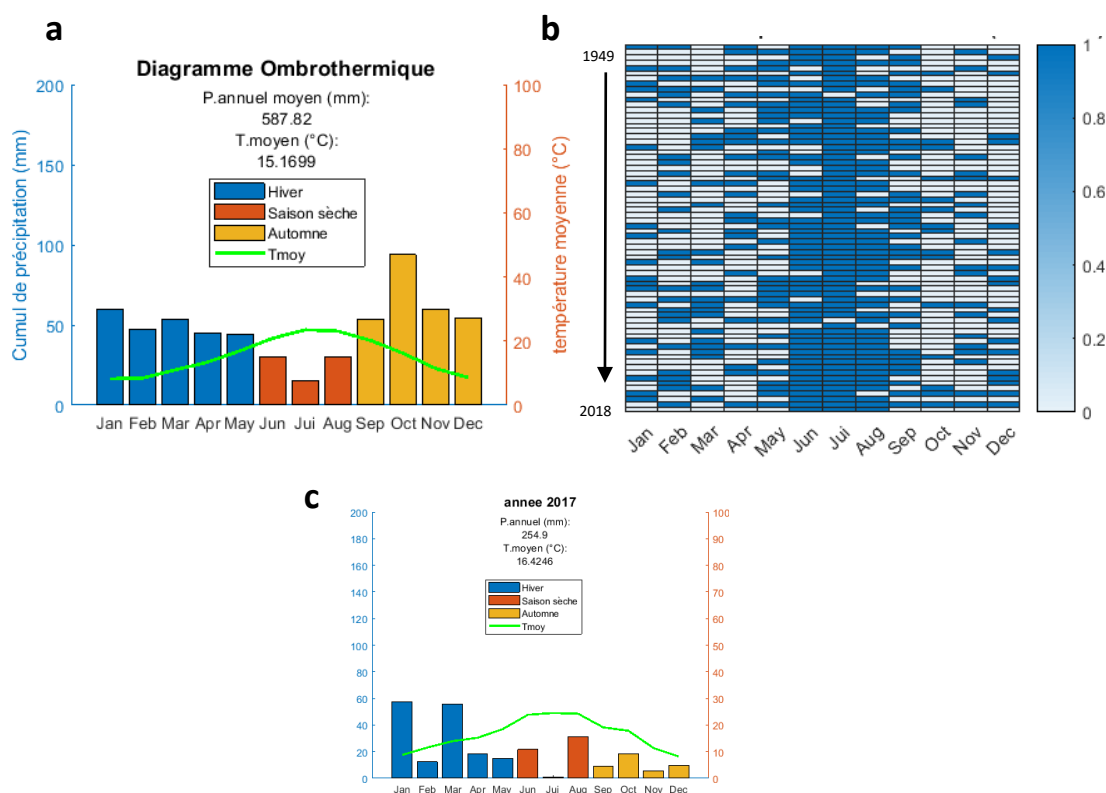 a
Diagramme Ombrothermique
P.annuel moyen (mm):
587.82
T.moyen (°C):
15.1699
Hiver
Saison sèche
Automne
Tmoy
Cumul de précipitation (mm)
200
150
100
50
0
température moyenne (°C)
100
80
60
40
20
0
Jan Feb Mar Apr May Jun Jui Aug Sep Oct Nov Dec
b
1949
2018
1
0.8
0.6
0.4
0.2
0
Jan Feb Mar Apr May Jun Jui Aug Sep Oct Nov Dec
c
annee 2017
P.annuel (mm):
254.9
T.moyen (°C):
16.4246
Hiver
Saison sèche
Automne
Tmoy
200
180
160
140
120
100
80
60
40
20
0
100
90
80
70
60
50
40
30
20
10
0
Jan Feb Mar Apr May Jun Jui Aug Sep Oct Nov Dec